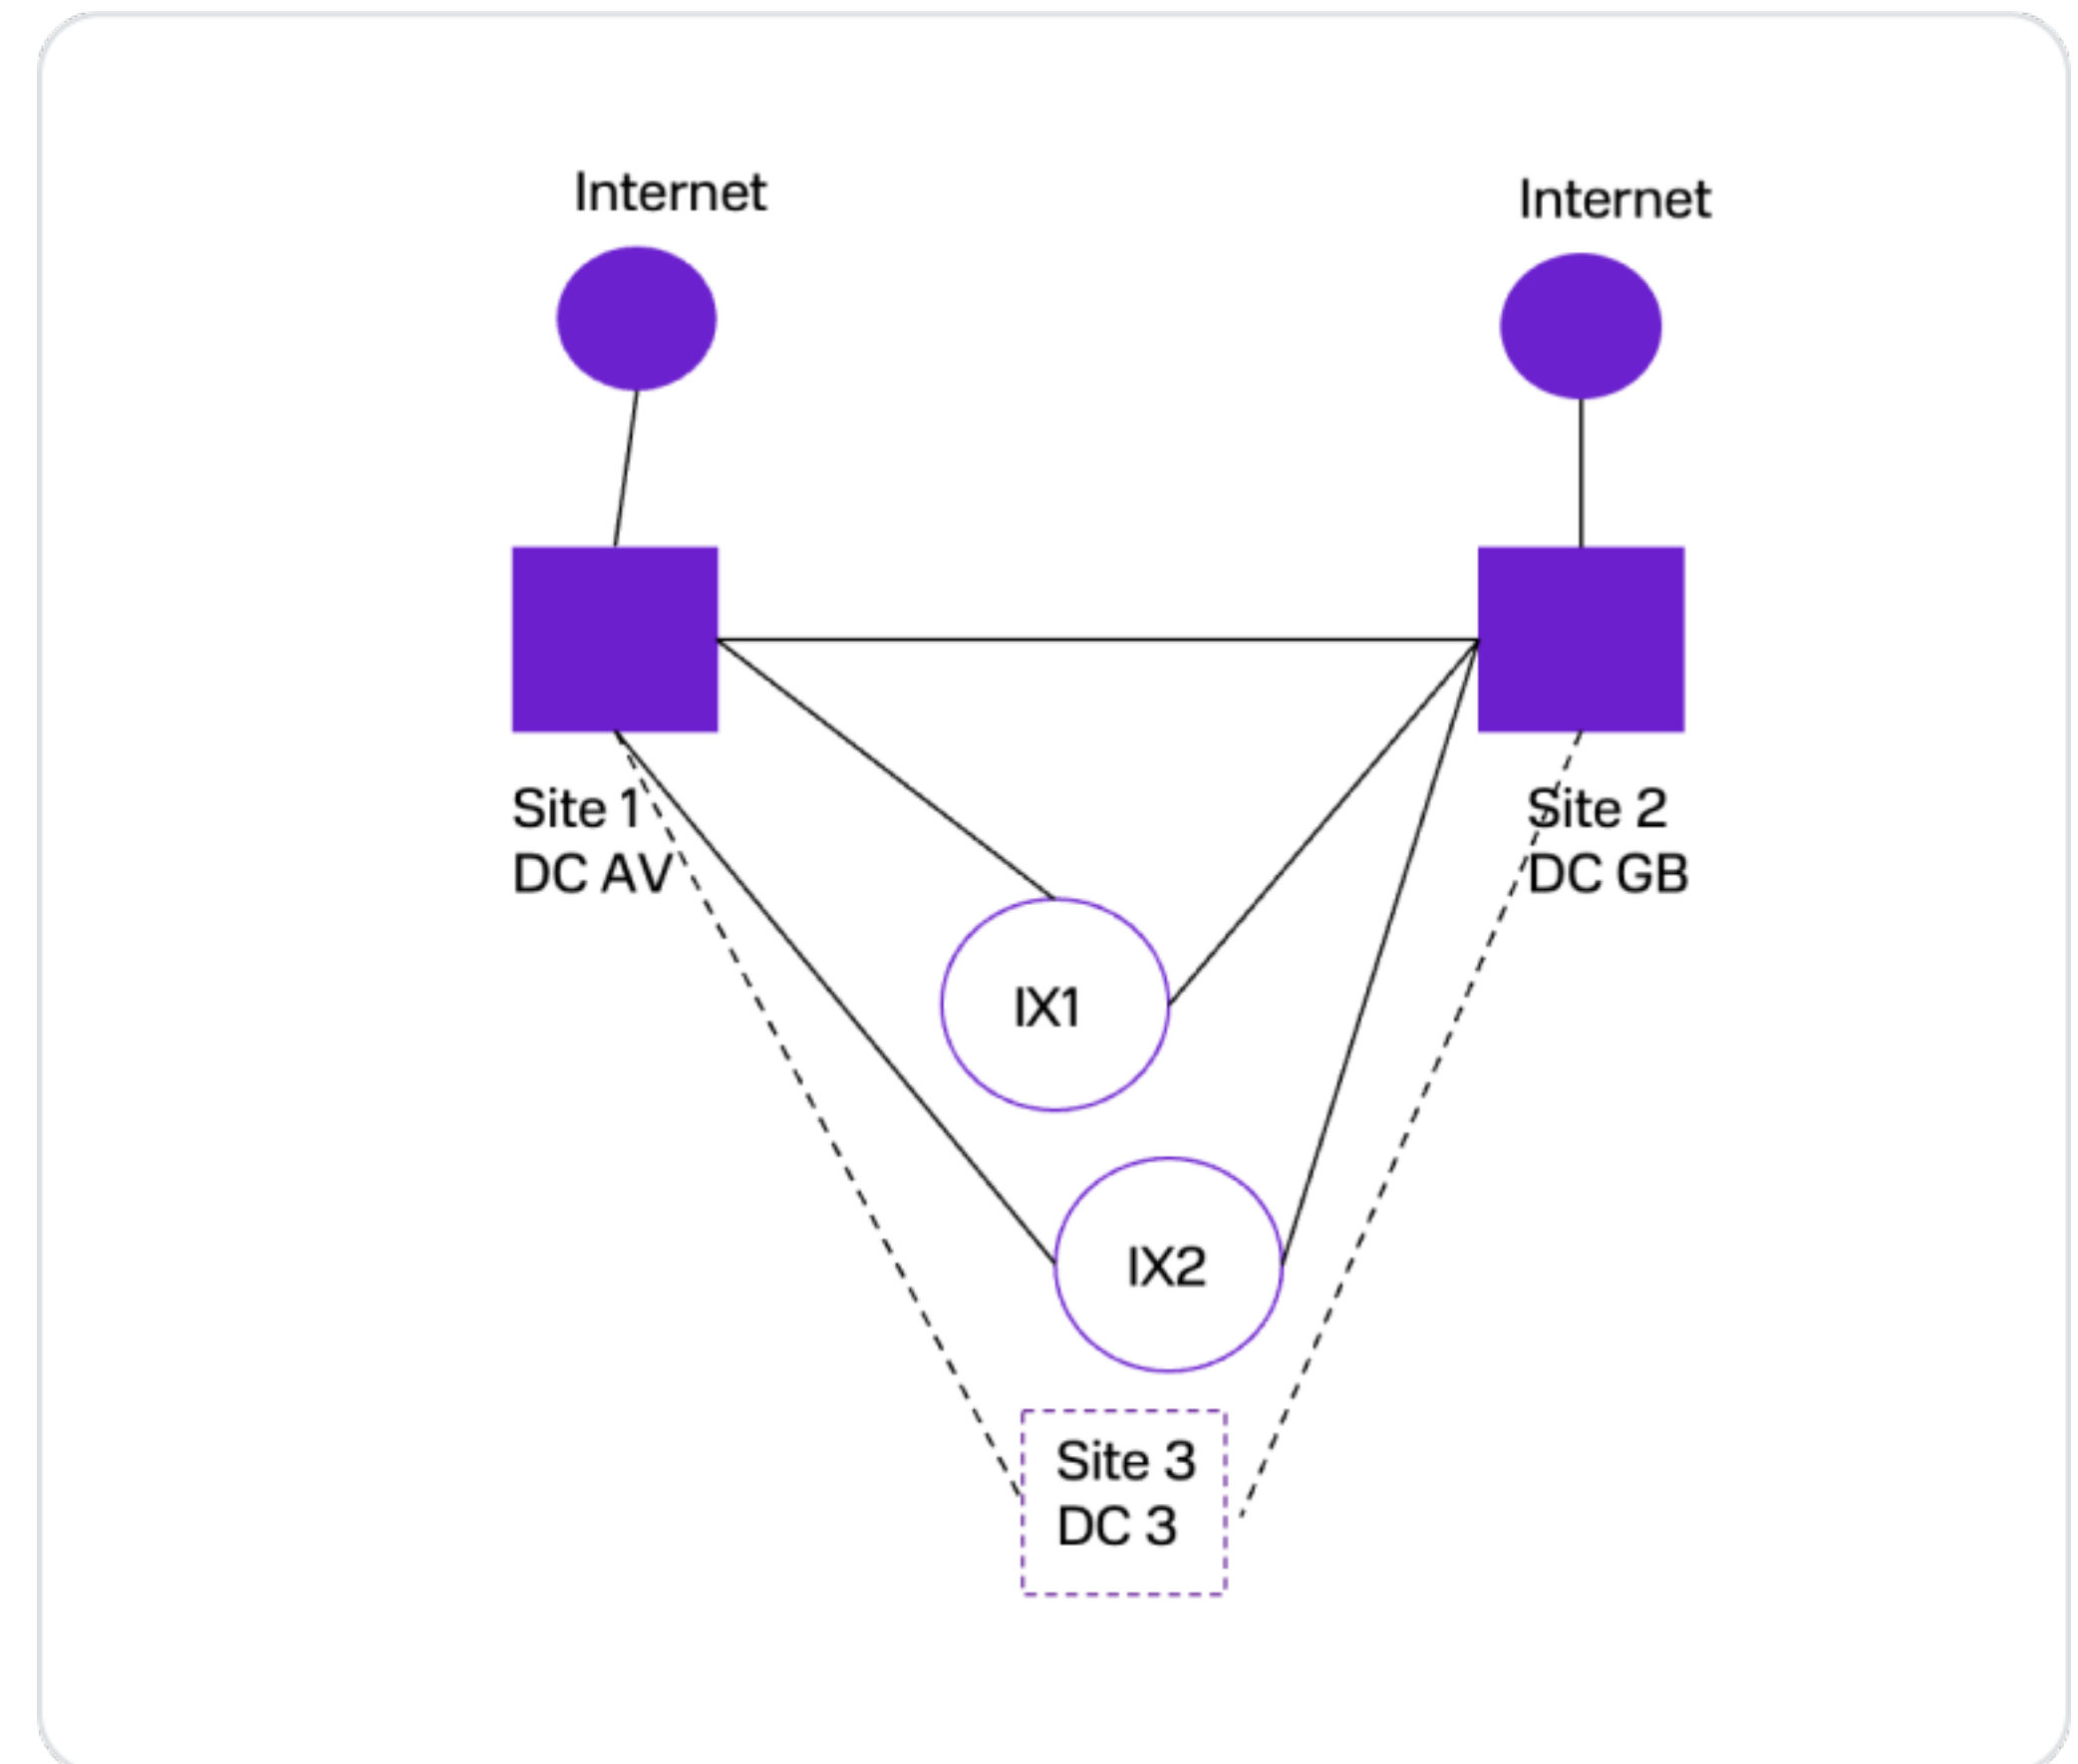 Internet
Internet
Site 1
DC AV
Site 2
DC GB
IX1
IX2
Site 3
DC 3